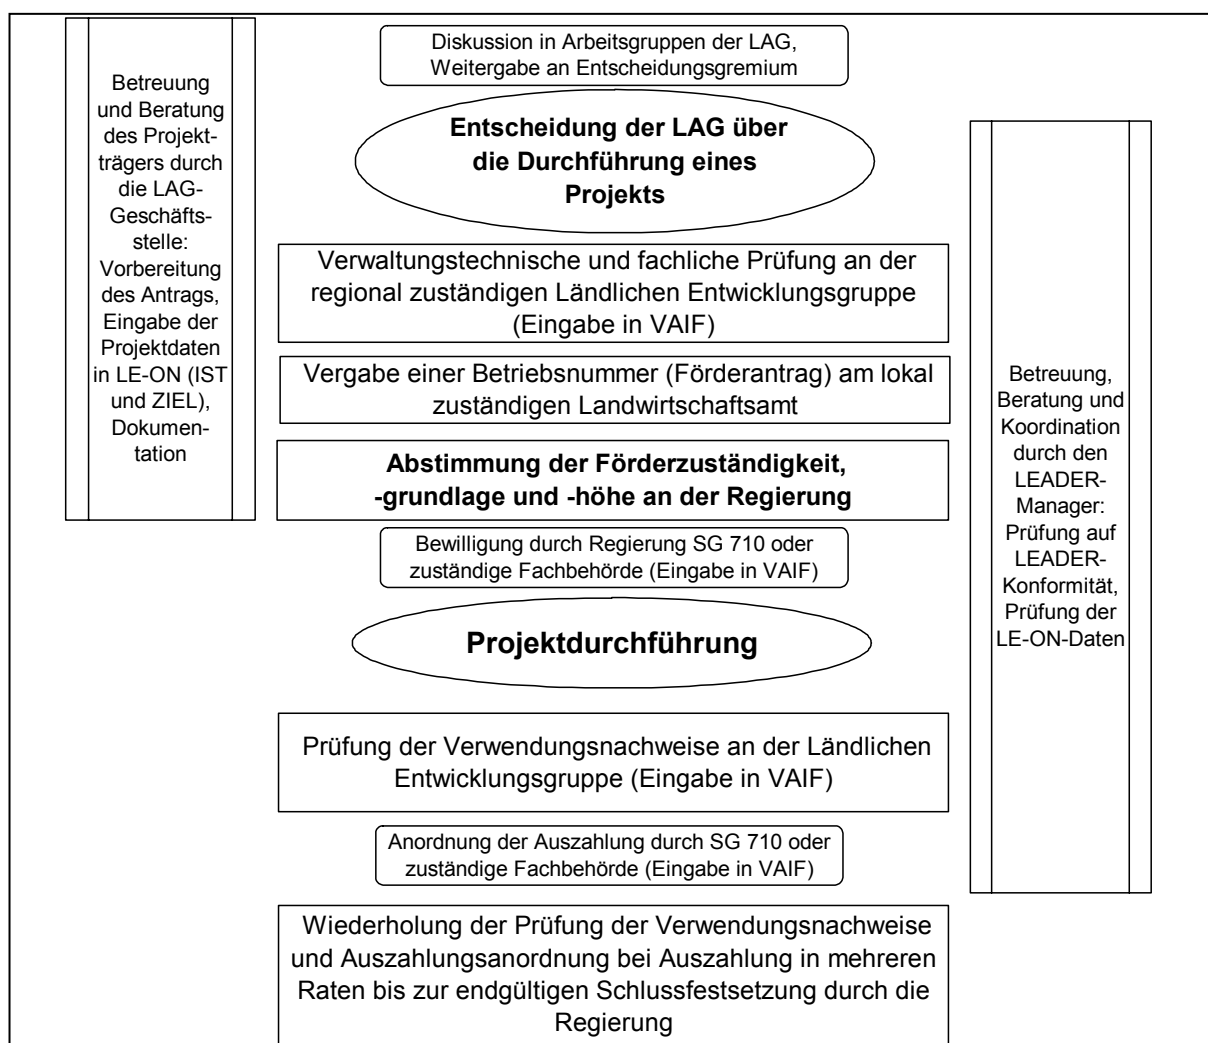 Diskussion in Arbeitsgruppen der LAG,
Weitergabe an Entscheidungsgremium
Betreuung
und Beratung
des Projekt-
trägers durch
die LAG-
Geschäfts-
stelle:
Vorbereitung
des Antrags,
Eingabe der
Projektdaten
in LE-ON (IST
und ZIEL),
Dokumen-
tation
Entscheidung der LAG über
die Durchführung eines
Projekts
Verwaltungstechnische und fachliche Prüfung an der
regional zuständigen Ländlichen Entwicklungsgruppe
(Eingabe in VAIF)
Vergabe einer Betriebsnummer (Förderantrag) am lokal
zuständigen Landwirtschaftsamt
Abstimmung der Förderzuständigkeit,
-grundlage und -höhe an der Regierung
Bewilligung durch Regierung SG 710 oder
zuständige Fachbehörde (Eingabe in VAIF)
Projektdurchführung
Betreuung,
Beratung und
Koordination
durch den
LEADER-
Manager:
Prüfung auf
LEADER-
Konformität,
Prüfung der
LE-ON-Daten
Prüfung der Verwendungsnachweise an der Ländlichen
Entwicklungsgruppe (Eingabe in VAIF)
Anordnung der Auszahlung durch SG 710 oder
zuständige Fachbehörde (Eingabe in VAIF)
Wiederholung der Prüfung der Verwendungsnachweise
und Auszahlungsanordnung bei Auszahlung in mehreren
Raten bis zur endgültigen Schlussfestsetzung durch die
Regierung